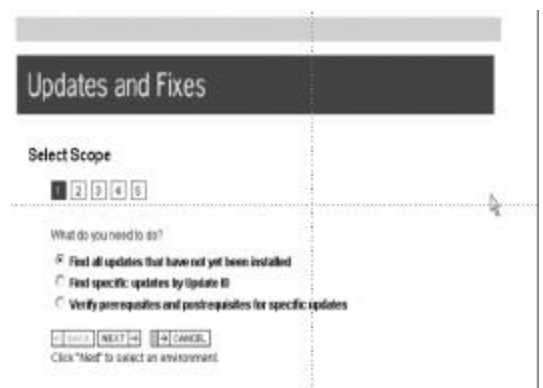 Updates and Fixes
Select Scope
1 2 3 4 5
What do you need to do?
Find all updates that have not yet been installed
Find specific updates by Update ID
Verify prerequsites and postrequisites for specific updates
BACK NEXT CANCEL
Click "Next" to select an environment.